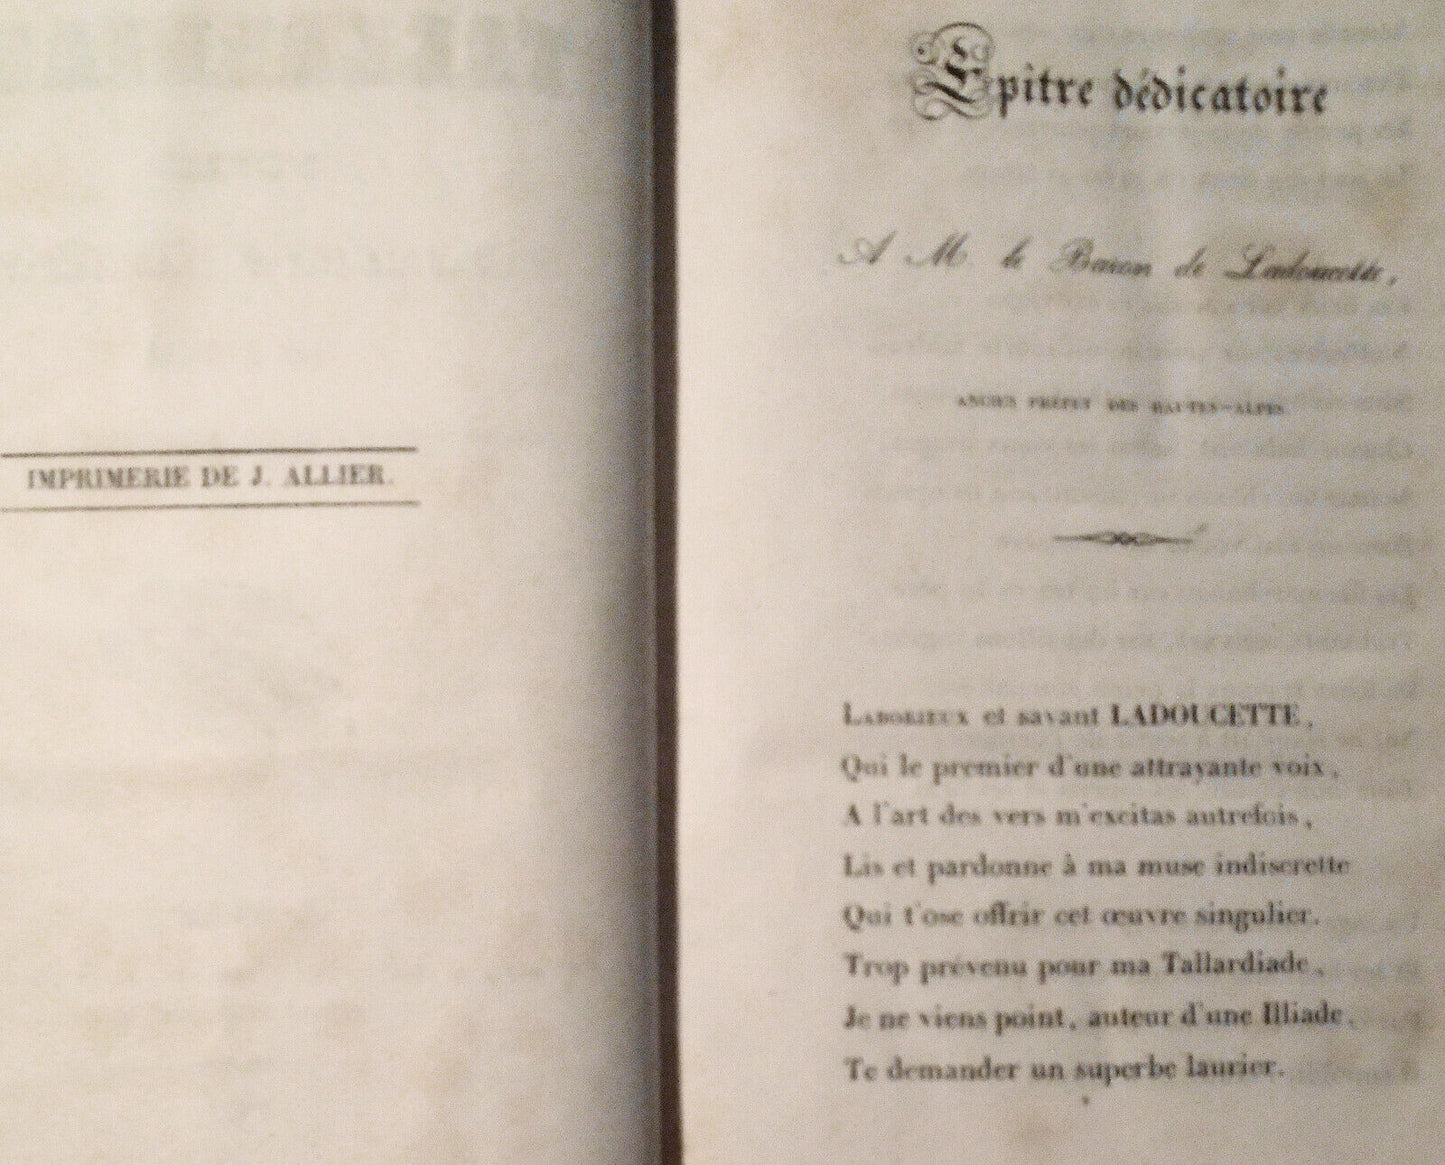 IMPRIMERIE DE J. ALLIER.
Epitre dédicatoire
A M. le Baron de Ladoucette,
ANCIEN PRÉFET DES HAUTES-ALPES.
LABORIEUX et savant LADOUCETTE,
Qui le premier d'une attrayante voix,
A l'art des vers m'excitas autrefois,
Lis et pardonne à ma muse indiscrette
Qui t'ose offrir cet œuvre singulier.
Trop prévenu pour ma Tallardiade,
Je ne viens point, auteur d'une Illiade,
Te demander un superbe laurier.